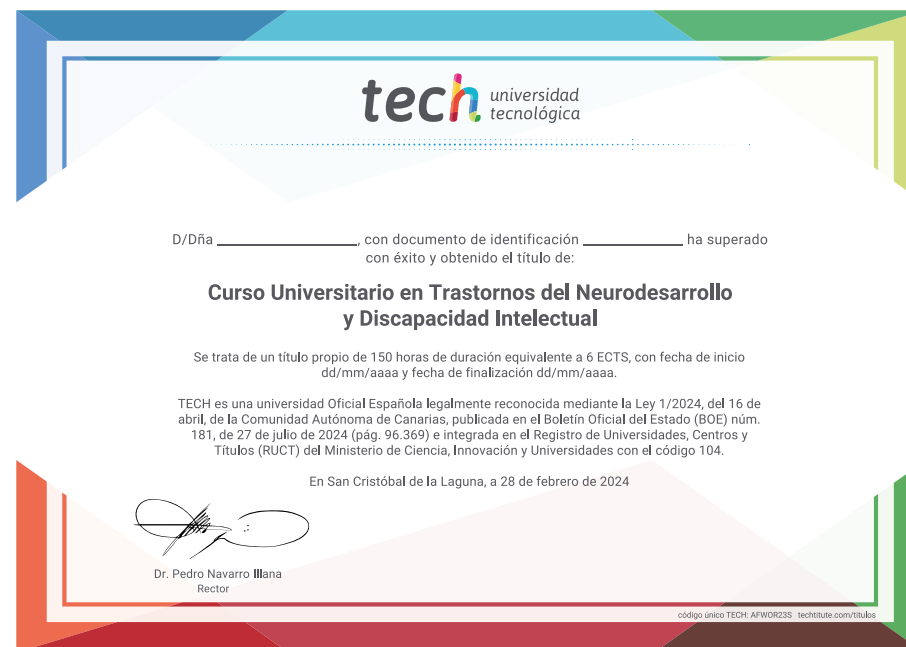 tech universidad
tecnológica
D/Dña ________________, con documento de identificación ____________ ha superado
con éxito y obtenido el título de:
Curso Universitario en Trastornos del Neurodesarrollo
y Discapacidad Intelectual
Se trata de un título propio de 150 horas de duración equivalente a 6 ECTS, con fecha de inicio
dd/mm/aaaa y fecha de finalización dd/mm/aaaa.
TECH es una universidad Oficial Española legalmente reconocida mediante la Ley 1/2024, del 16 de
abril, de la Comunidad Autónoma de Canarias, publicada en el Boletín Oficial del Estado (BOE) núm.
181, de 27 de julio de 2024 (pág. 96.369) e integrada en el Registro de Universidades, Centros y
Títulos (RUCT) del Ministerio de Ciencia, Innovación y Universidades con el código 104.
En San Cristóbal de la Laguna, a 28 de febrero de 2024
Dr. Pedro Navarro Illana
Rector
código único TECH: AFWOR23S techtitute.com/titulos